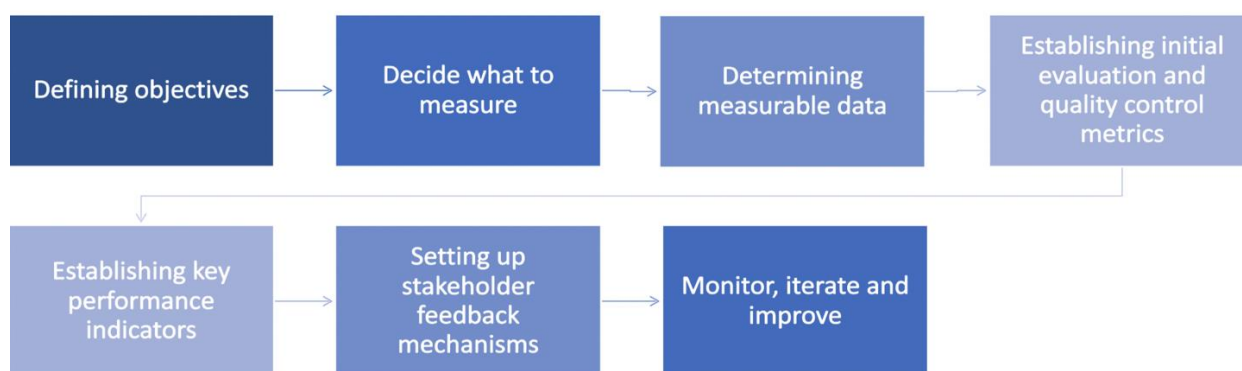 Defining objectives
Decide what to
measure
Determining
measurable data
Establishing initial
evaluation and
quality control
metrics
Establishing key
performance
indicators
Setting up
stakeholder
feedback
mechanisms
Monitor, iterate and
improve